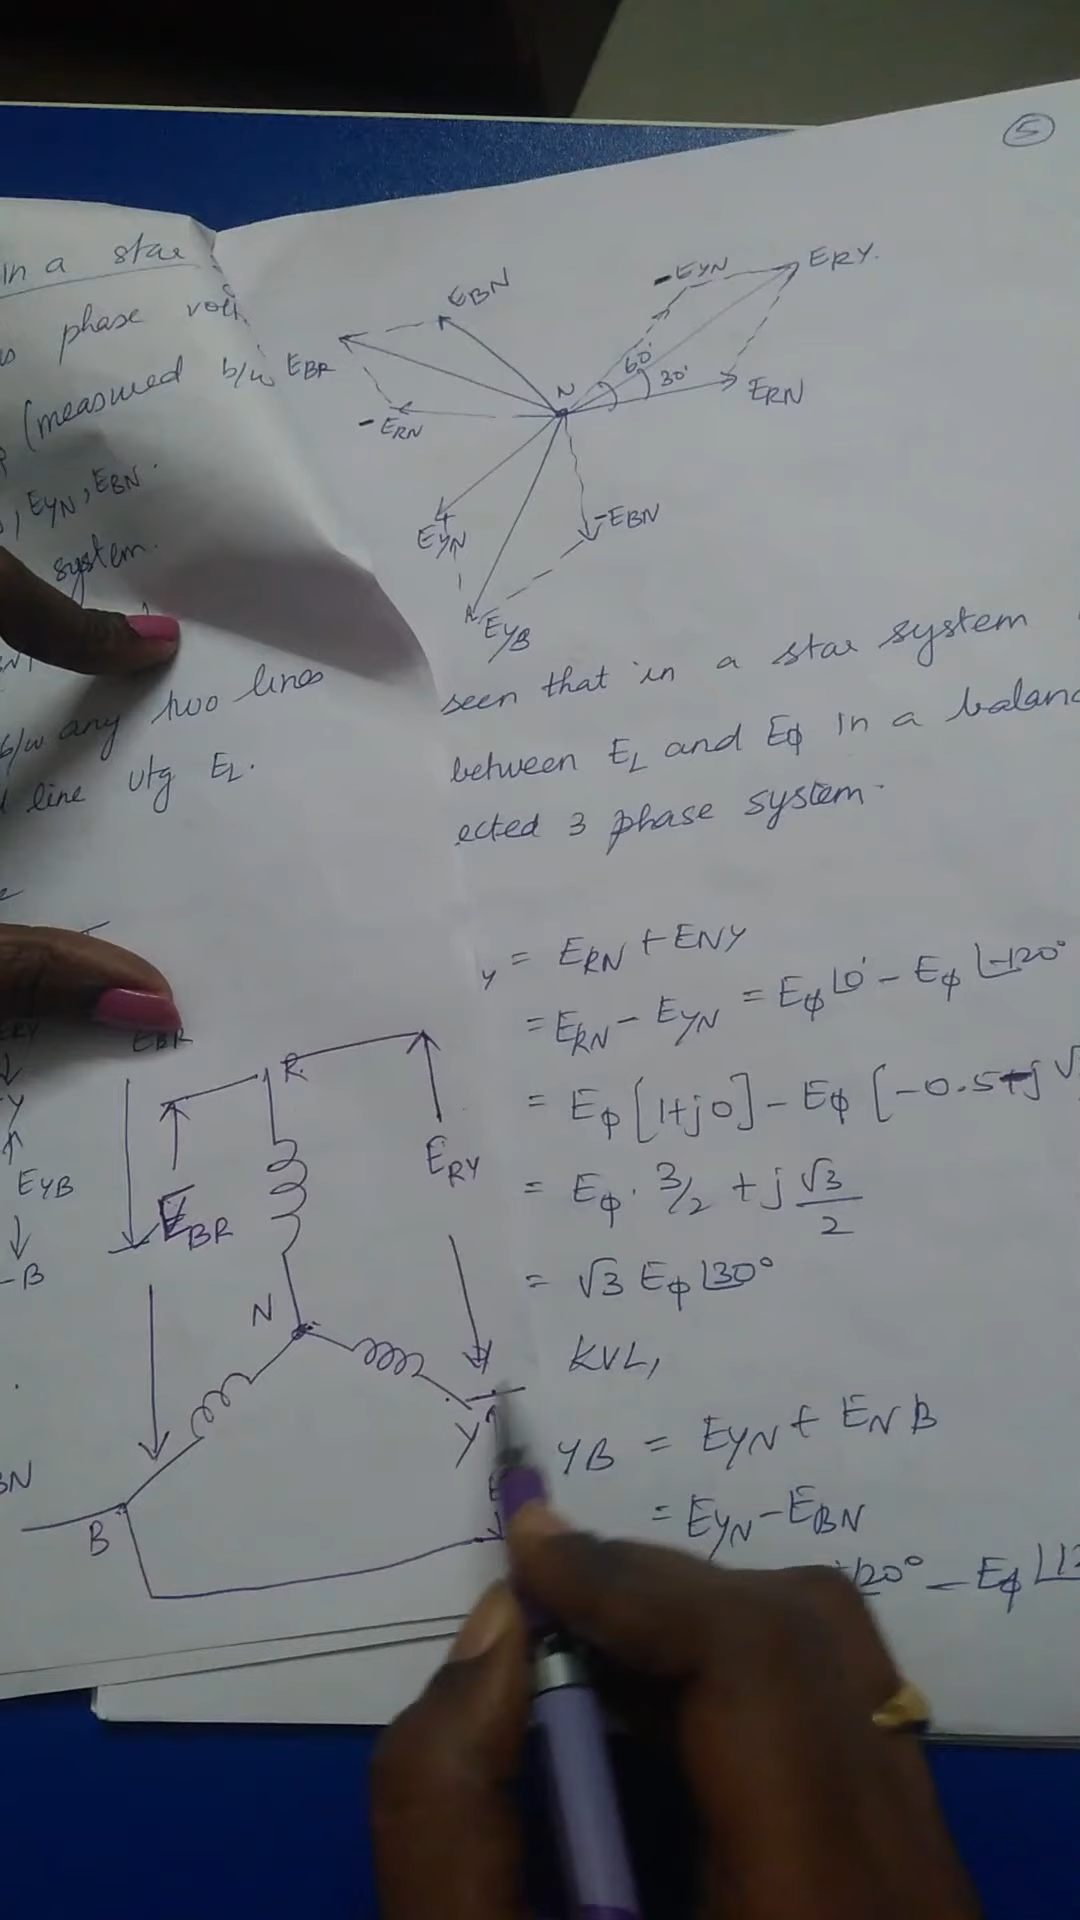 in a star
phase volt
(measured b/w
EYN, EBN.
system.
b/w any two lines
line vtg EL.
EYB
-B
5
EBN
-EYN
ERY.
EBR
60°
30°
N
ERN
-ERN
EYN
-EBN
EYB
seen that in a star system
between EL and Eϕ in a balanc
ected 3 phase system.
Y = ERN + ENY
= ERN - EYN = Eϕ∠0° - Eϕ∠-120°
= Eϕ[1+j0] - Eϕ[-0.5-j√
= Eϕ. 3/2 + j √3/2
= √3 Eϕ∠30°
KVL,
YB = EYN + ENB
= EYN - EBN
120° - Eϕ∠12
EBR
R.
ERY
EBR
N
Y
B
BN